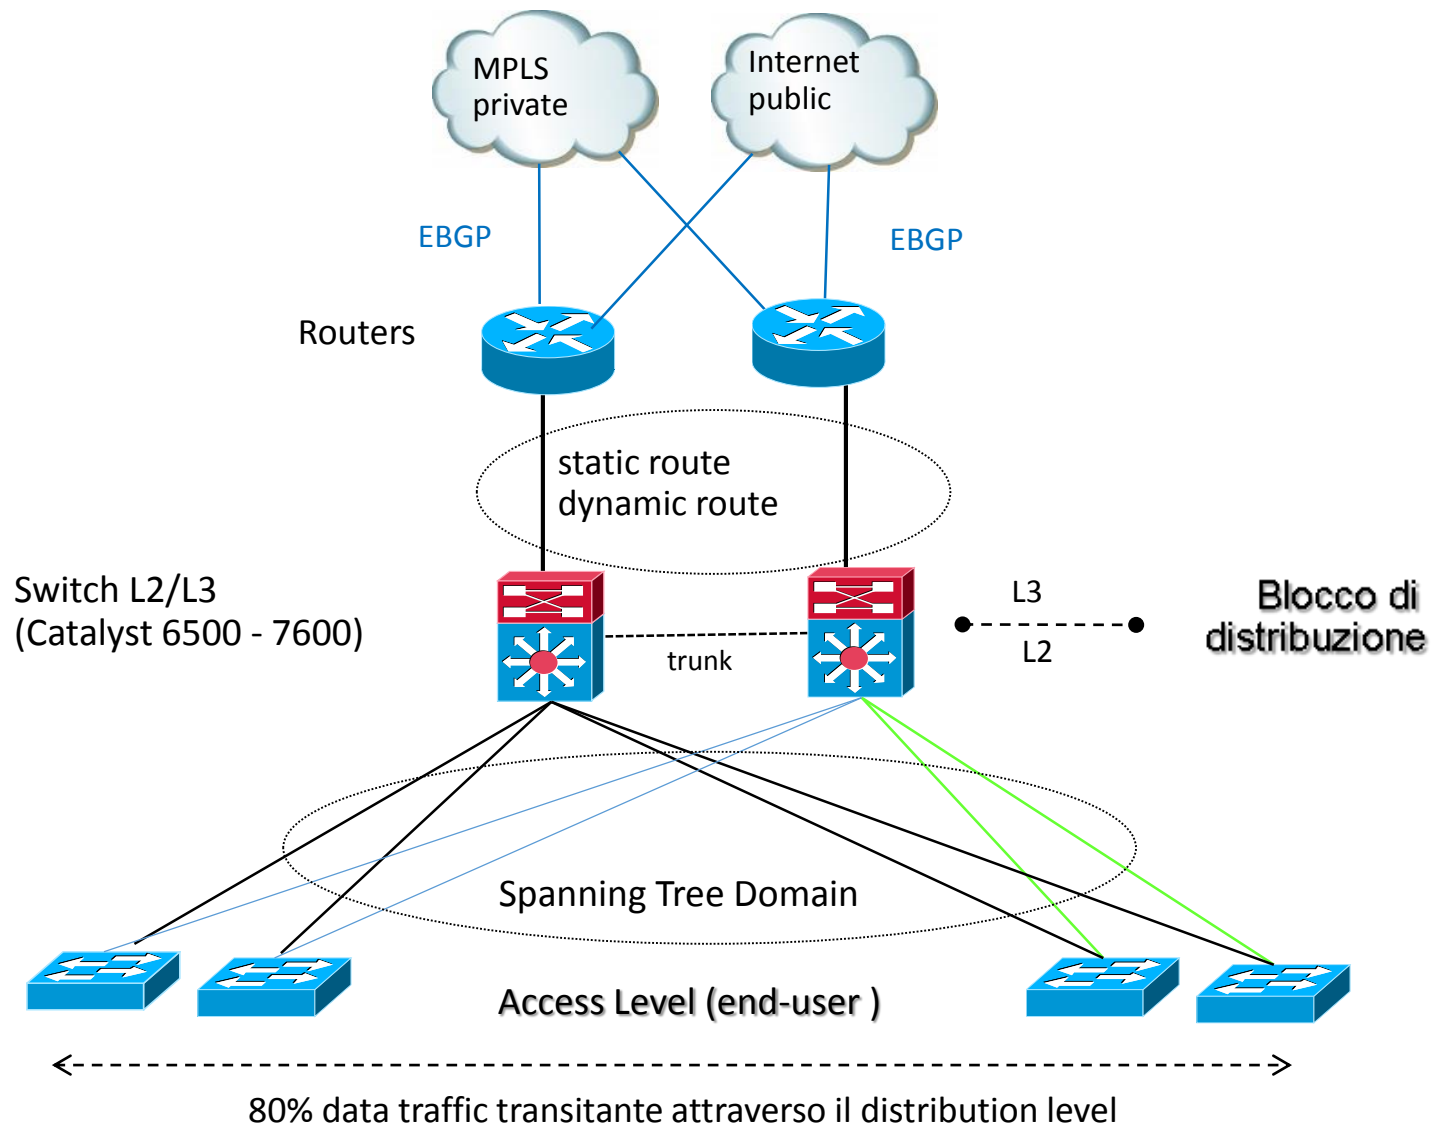 MPLS
private
Internet
public
EBGP
EBGP
Routers
static route
dynamic route
Switch L2/L3
(Catalyst 6500 - 7600)
trunk
L3
L2
Blocco di
distribuzione
Spanning Tree Domain
Access Level (end-user )
80% data traffic transitante attraverso il distribution level